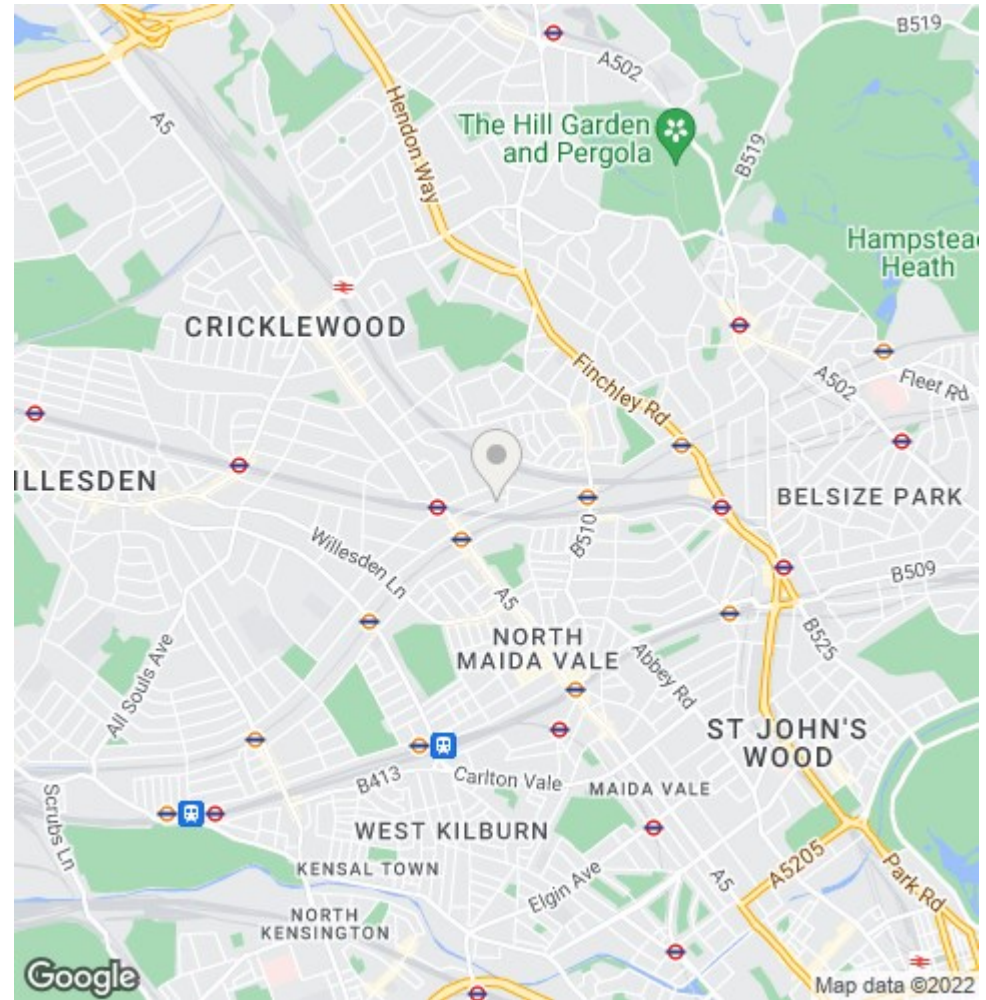 B519
A502
A5
Hendon Way
The Hill Garden
and Pergola
B519
Hampstea
Heath
CRICKLEWOOD
Finchley Rd
A502
Fleet Rd
ILLESDEN
BELSIZE PARK
B510
Willesden Ln
A5
B509
NORTH
MAIDA VALE
Abbey Rd
B525
All Souls Ave
ST JOHN'S
WOOD
B413
Carlton Vale
MAIDA VALE
Scrubs Ln
WEST KILBURN
KENSAL TOWN
Elgin Ave
A5
A5205
Park Rd
NORTH
KENSINGTON
Google
Map data ©2022